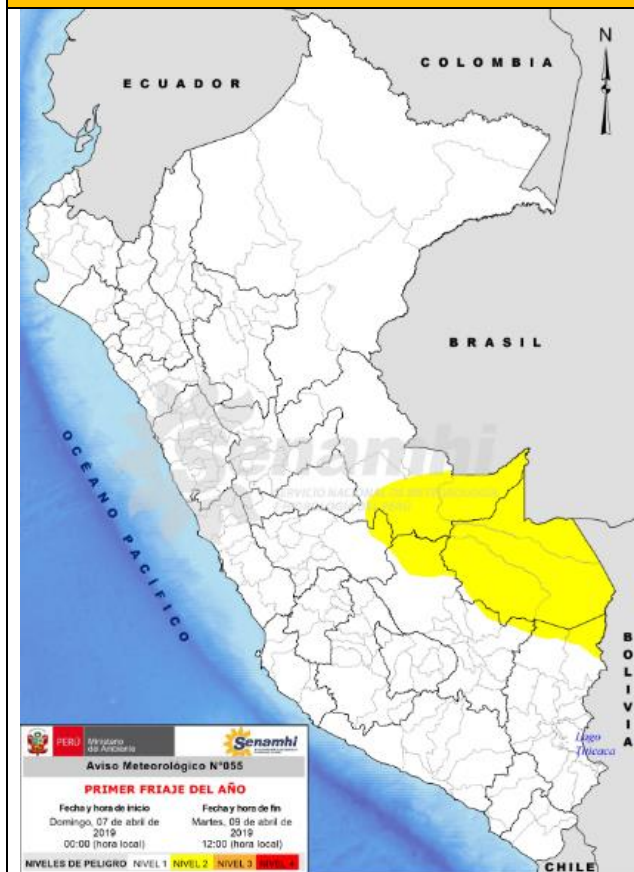 N
COLOMBIA
ECUADOR
BRASIL
Senamhi
OCÉANO PACÍFICO
BOLIVIA
Lago
Titicaca
PERÚ Ministerio
del Ambiente
Senamhi
Aviso Meteorológico N°055
PRIMER FRIAJE DEL AÑO
Fecha y hora de inicio
Domingo, 07 de abril de
2019
00:00 (hora local)
Fecha y hora de fin
Martes, 09 de abril de
2019
12:00 (hora local)
NIVELES DE PELIGRO NIVEL 1 NIVEL 2 NIVEL 3 NIVEL 4
CHILE